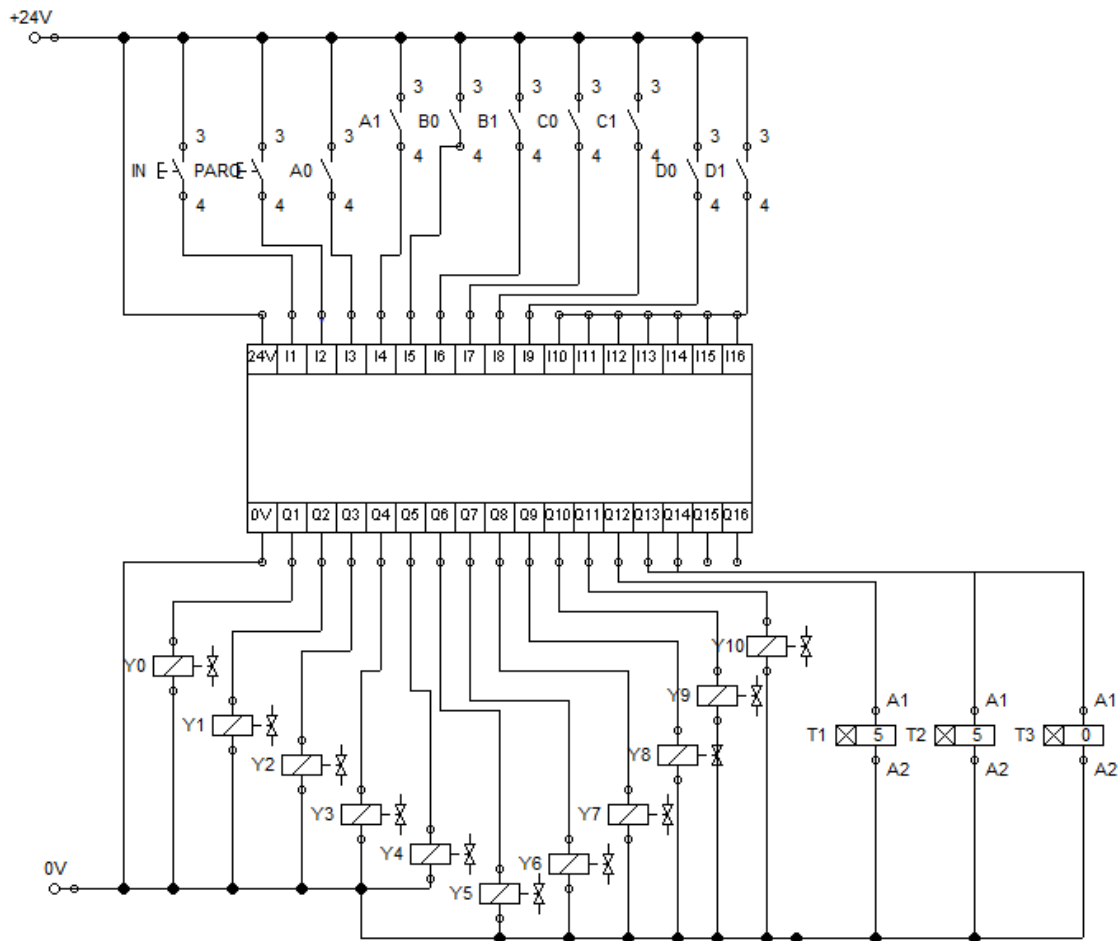 +24V
3 3 3 3 3
A1 B0 B1 C0 C1
3 3 3 4 4 4 4 4 3 3
IN PARO A0 D0 D1
4 4 4 4 4
24V I1 I2 I3 I4 I5 I6 I7 I8 I9 I10 I11 I12 I13 I14 I15 I16
0V Q1 Q2 Q3 Q4 Q5 Q6 Q7 Q8 Q9 Q10 Q11 Q12 Q13 Q14 Q15 Q16
Y10
Y0
Y9
A1 A1 A1
Y1
T1 5 T2 5 T3 0
Y8
Y2
A2 A2 A2
Y3 Y7
Y4
0V
Y6
Y5